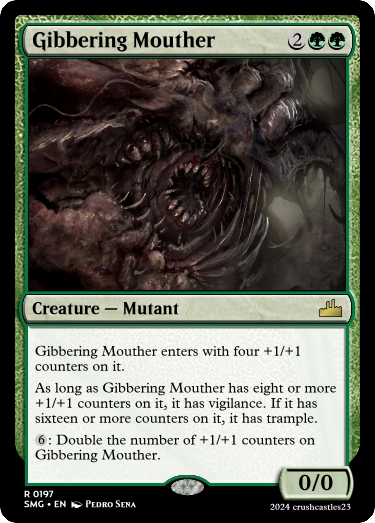 Gibbering Mouther 2
Creature — Mutant
Gibbering Mouther enters with four +1/+1
counters on it.
As long as Gibbering Mouther has eight or more
+1/+1 counters on it, it has vigilance. If it has
sixteen or more counters on it, it has trample.
6: Double the number of +1/+1 counters on
Gibbering Mouther.
0/0
R 0197
SMG • EN Pedro Sena
2024 crushcastles23